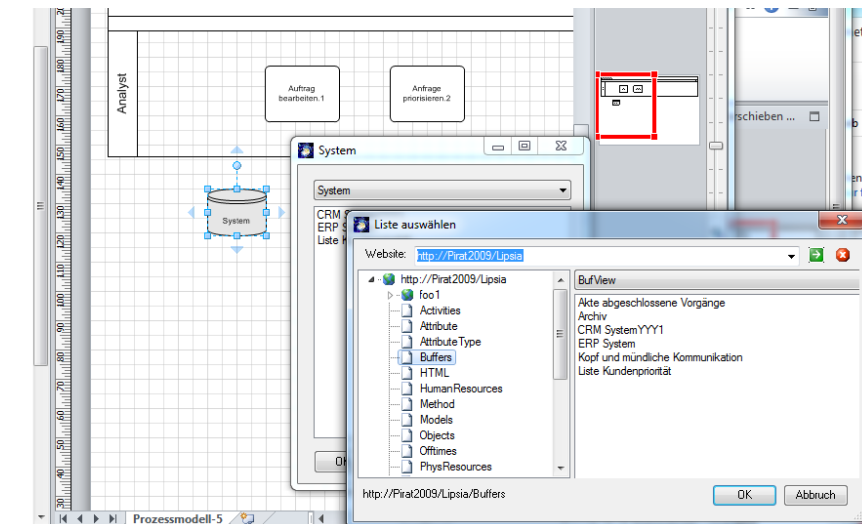 Analyst
Auftrag
bearbeiten.1
Anfrage
priorisieren.2
System
System
System
CRM
ERP
Liste
Prozessmodell-5
rschieben ...
Liste auswählen
Website: http://Pirat2009/Lipsia
http://Pirat2009/Lipsia
foo1
Activities
Attribute
AttributeType
Buffers
HTML
HumanResources
Method
Models
Objects
Offtimes
PhysResources
BufView
Akte abgeschlossene Vorgänge
Archiv
CRM SystemYYY1
ERP System
Kopf und mündliche Kommunikation
Liste Kundenpriorität
http://Pirat2009/Lipsia/Buffers
OK Abbruch